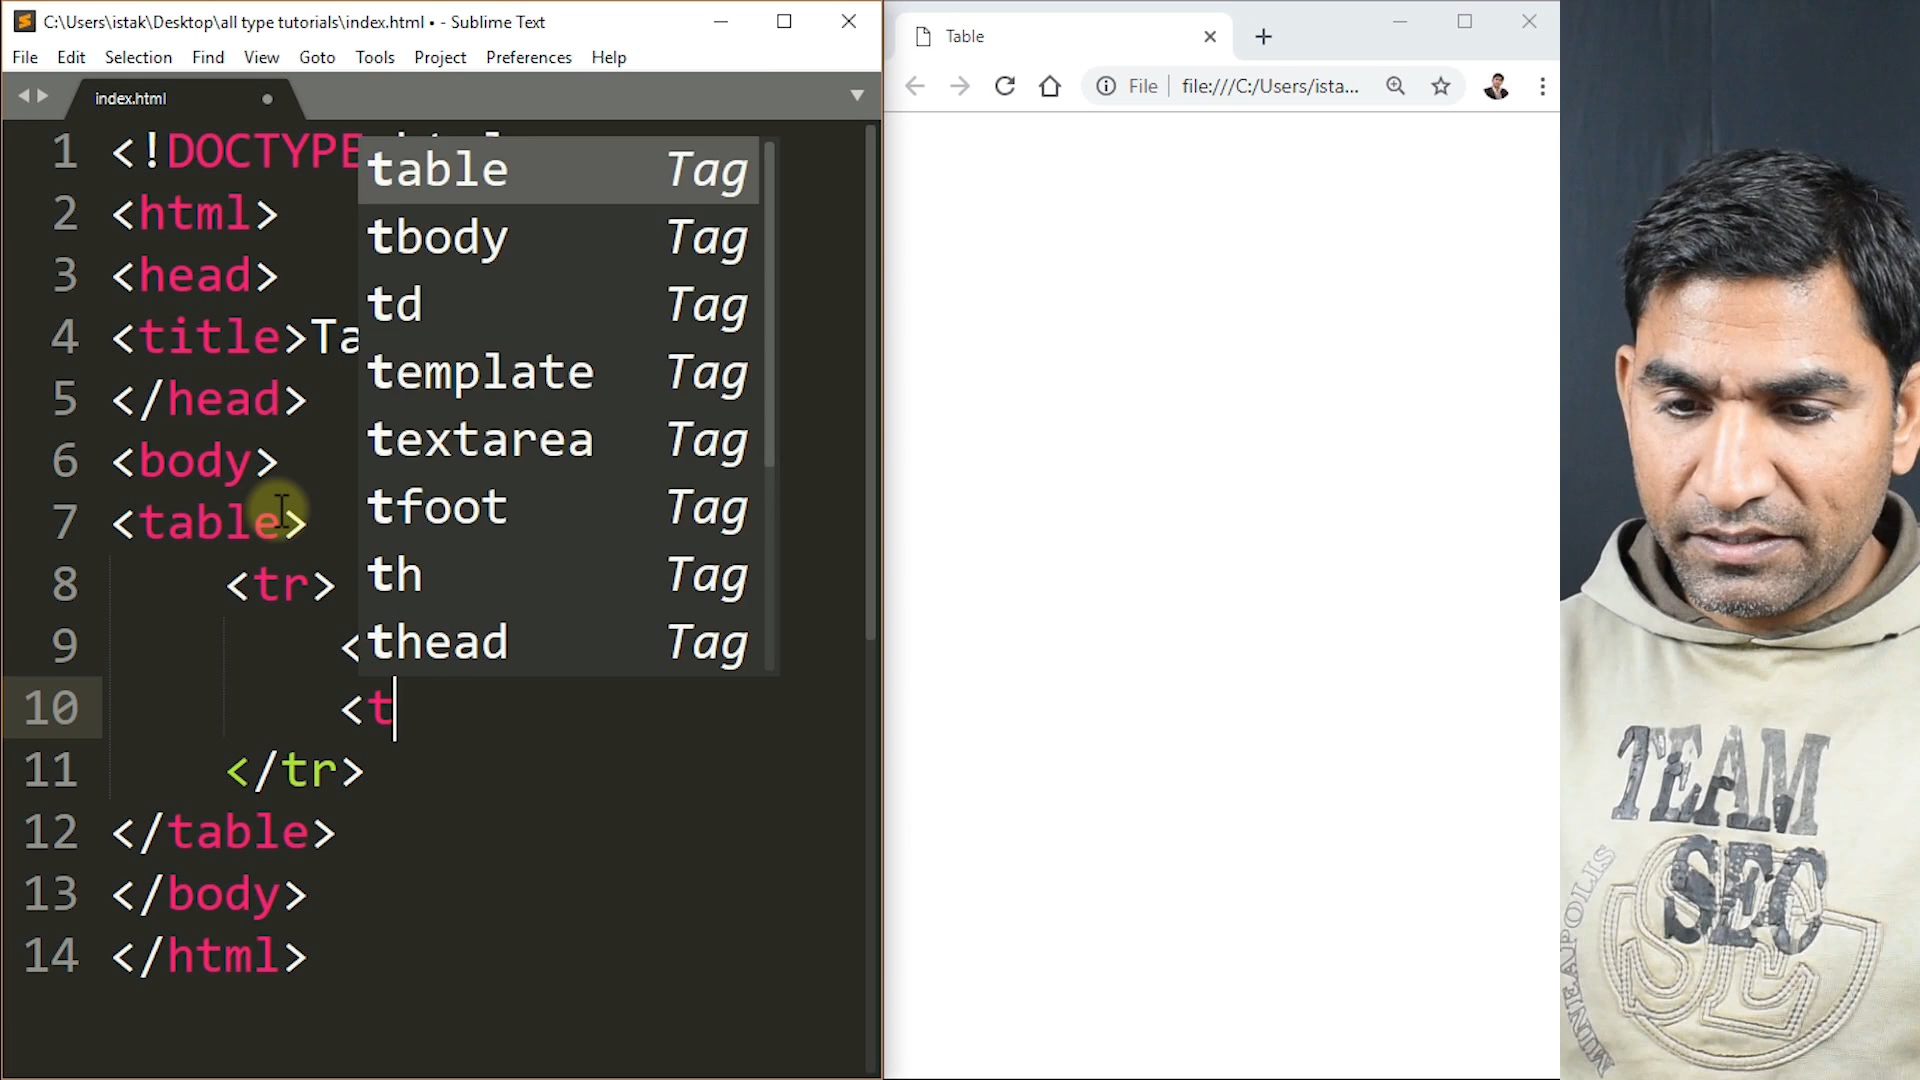 C:\Users\istak\Desktop\all type tutorials\index.html • - Sublime Text
File Edit Selection Find View Goto Tools Project Preferences Help
index.html
1 <!DOCTYPE
2 <html>
3 <head>
4 <title>Ta
5 </head>
6 <body>
7 <table>
8 <tr>
9 <
10 <t
11 </tr>
12 </table>
13 </body>
14 </html>
table Tag
tbody Tag
td Tag
template Tag
textarea Tag
tfoot Tag
th Tag
thead Tag
Table
File file:///C:/Users/ista...
TEAM
SEC
MINNEAPOLIS